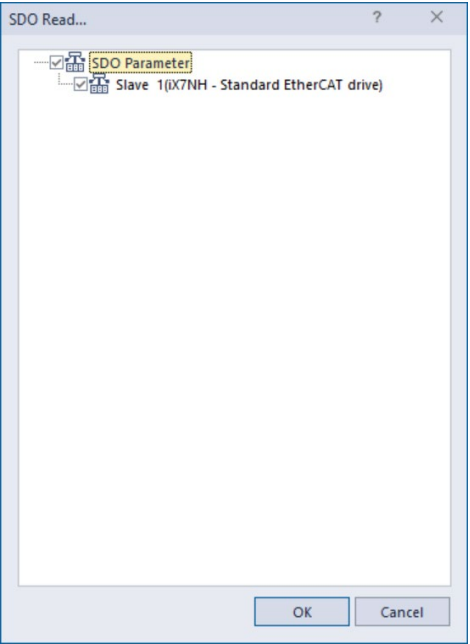 SDO Read...
?
SDO Parameter
Slave 1(iX7NH - Standard EtherCAT drive)
OK
Cancel